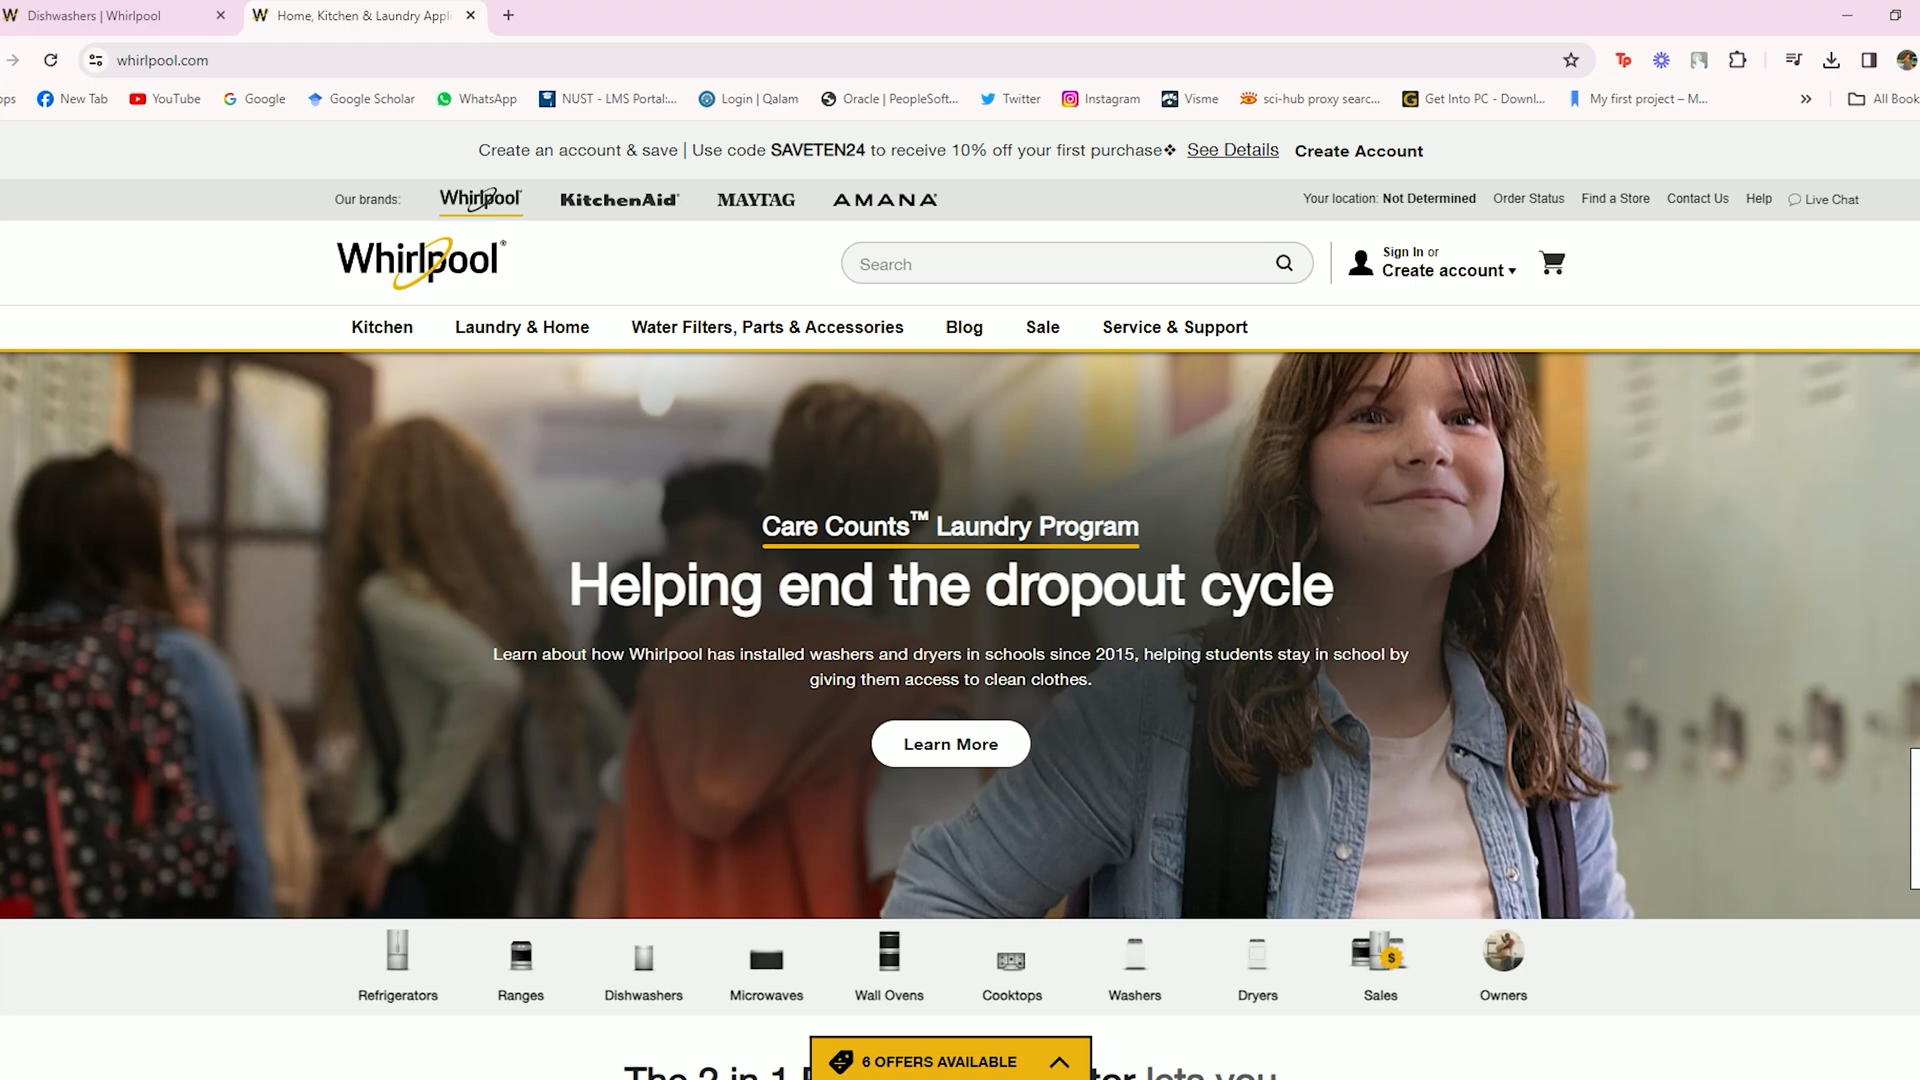 Dishwashers | Whirlpool
Home, Kitchen & Laundry Appli
whirlpool.com
New Tab
YouTube
Google
Google Scholar
WhatsApp
NUST - LMS Portal:...
Login | Qalam
Oracle | PeopleSoft...
Twitter
Instagram
Visme
sci-hub proxy searc...
Get Into PC - Downl...
My first project – M...
All Book
Create an account & save | Use code SAVETEN24 to receive 10% off your first purchase❖ See Details Create Account
Our brands: Whirlpool KitchenAid MAYTAG AMANA
Your location: Not Determined Order Status Find a Store Contact Us Help Live Chat
Whirlpool
Search
Sign In or
Create account
Kitchen Laundry & Home Water Filters, Parts & Accessories Blog Sale Service & Support
Care Counts™ Laundry Program
Helping end the dropout cycle
Learn about how Whirlpool has installed washers and dryers in schools since 2015, helping students stay in school by
giving them access to clean clothes.
Learn More
Refrigerators Ranges Dishwashers Microwaves Wall Ovens Cooktops Washers Dryers Sales Owners
6 OFFERS AVAILABLE
The 2 in 1
lets you